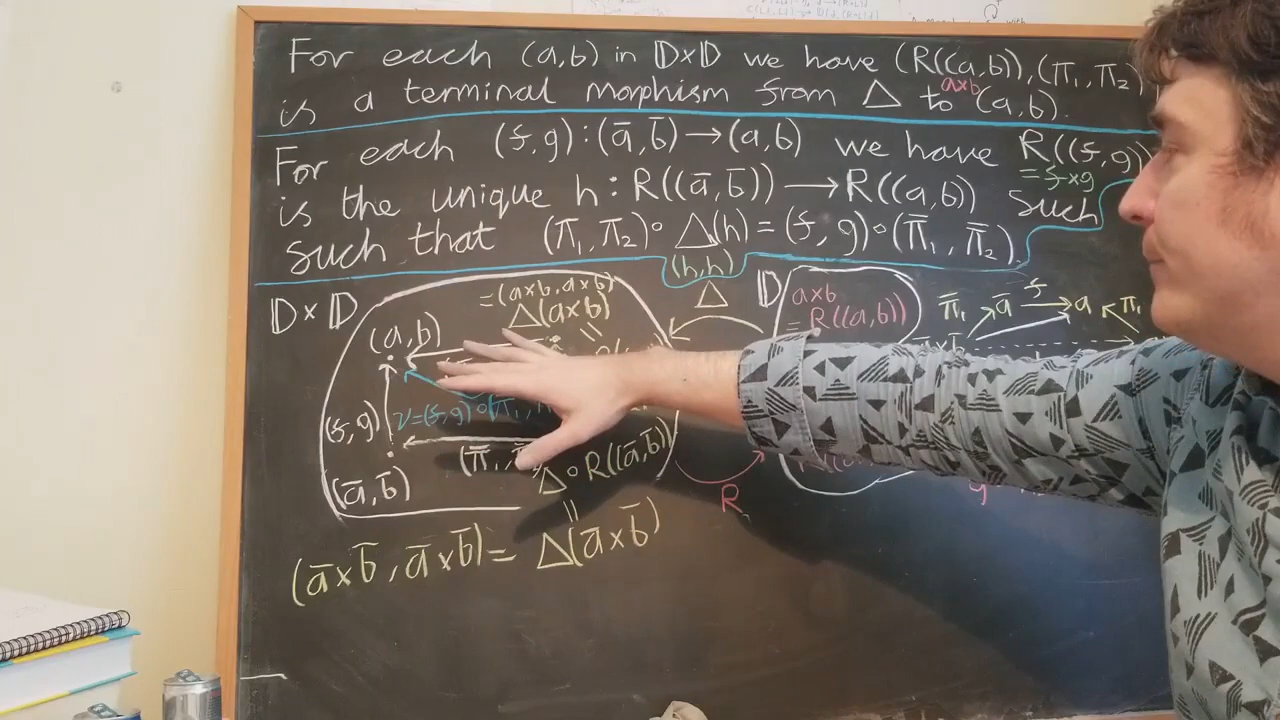 For each (a,b) in 𝔻×𝔻 we have (R((a,b)),(π₁,π₂)
is a terminal morphism from Δ to (a,b).
a×b
For each (f,g):(ā,b̄)→(a,b) we have R((f,g))
=f×g
is the unique h:R((ā,b̄))→R((a,b)) such
such that (π₁,π₂)∘Δ(h)=(f,g)∘(π̄₁,π̄₂).
(h,h)
𝔻×𝔻
=(a×b,a×b)
Δ(a×b)
(a,b)
(f,g)
ν=(f,g)∘(π̄₁,
(π̄₁,
(ā,b̄)
Δ∘R((ā,b̄))
=
(ā×b̄,ā×b̄)=Δ(ā×b̄)
Δ
R
𝔻
a×b
=R((a,b))
π̄₁ ā f a π₁